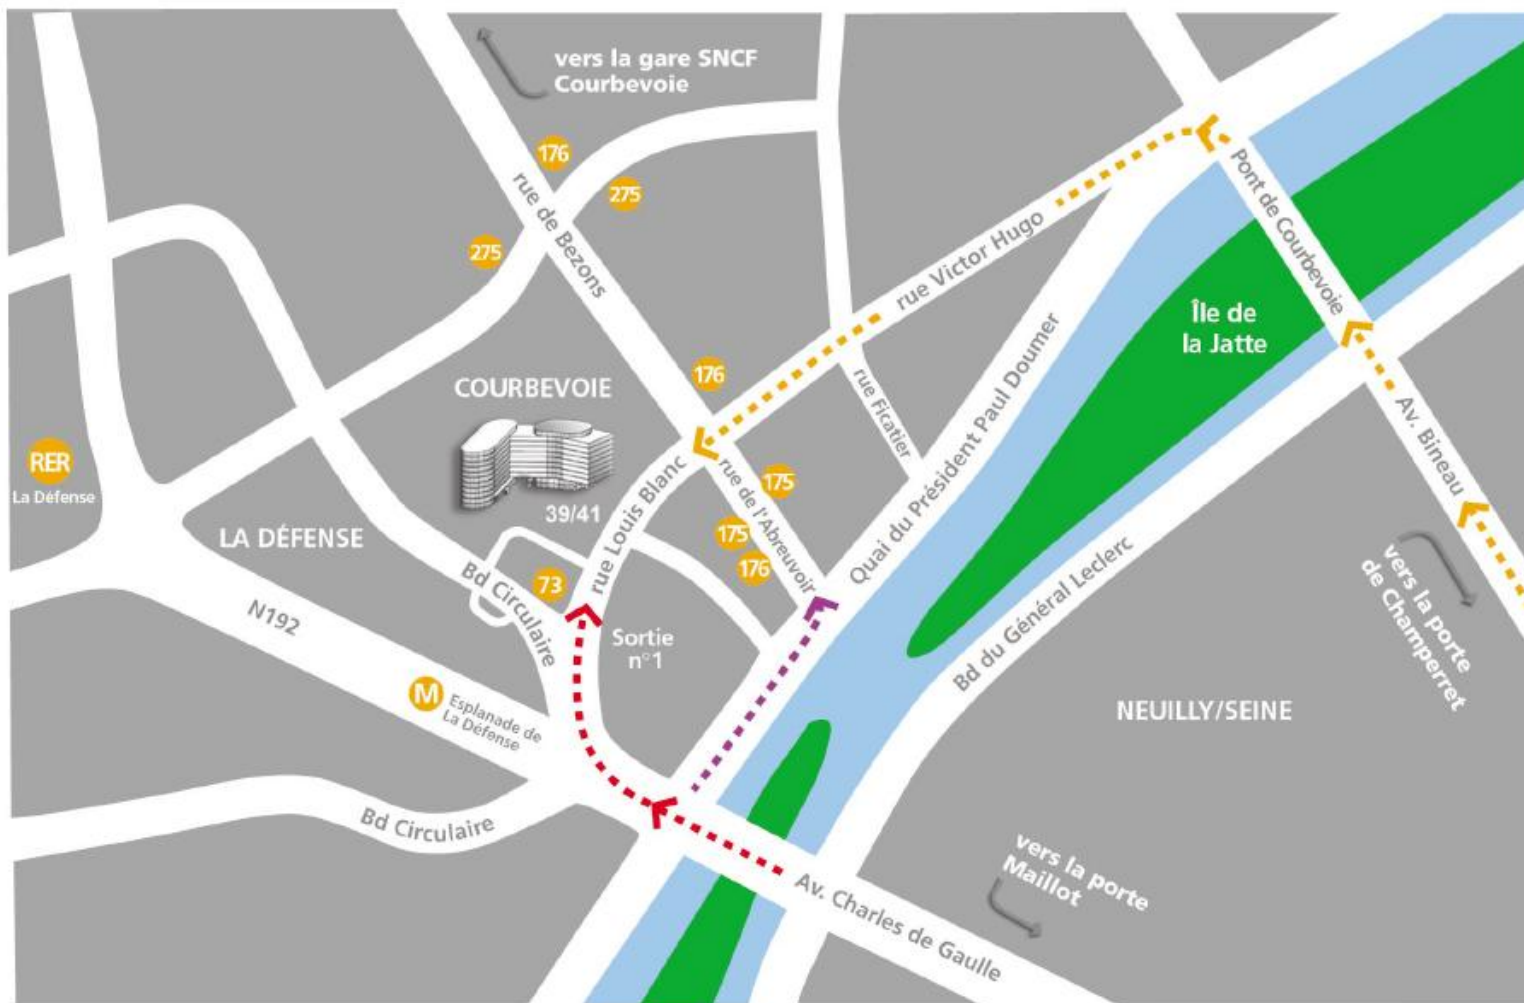 vers la gare SNCF
Courbevoie
176
275
275
rue de Bezons
Pont de Courbevoie
rue Victor Hugo
Île de
la Jatte
176
COURBEVOIE
rue Ficatier
Quai du Président Paul Doumer
Av. Bineau
RER
La Défense
39/41
rue Louis Blanc
rue de l'Abreuvoir
175
175
176
LA DÉFENSE
Bd Circulaire
73
N192
Sortie
n°1
Bd du Général Leclerc
vers la porte
de Champerret
M
Esplanade de
La Défense
NEUILLY/SEINE
Bd Circulaire
Av. Charles de Gaulle
vers la porte
Maillot